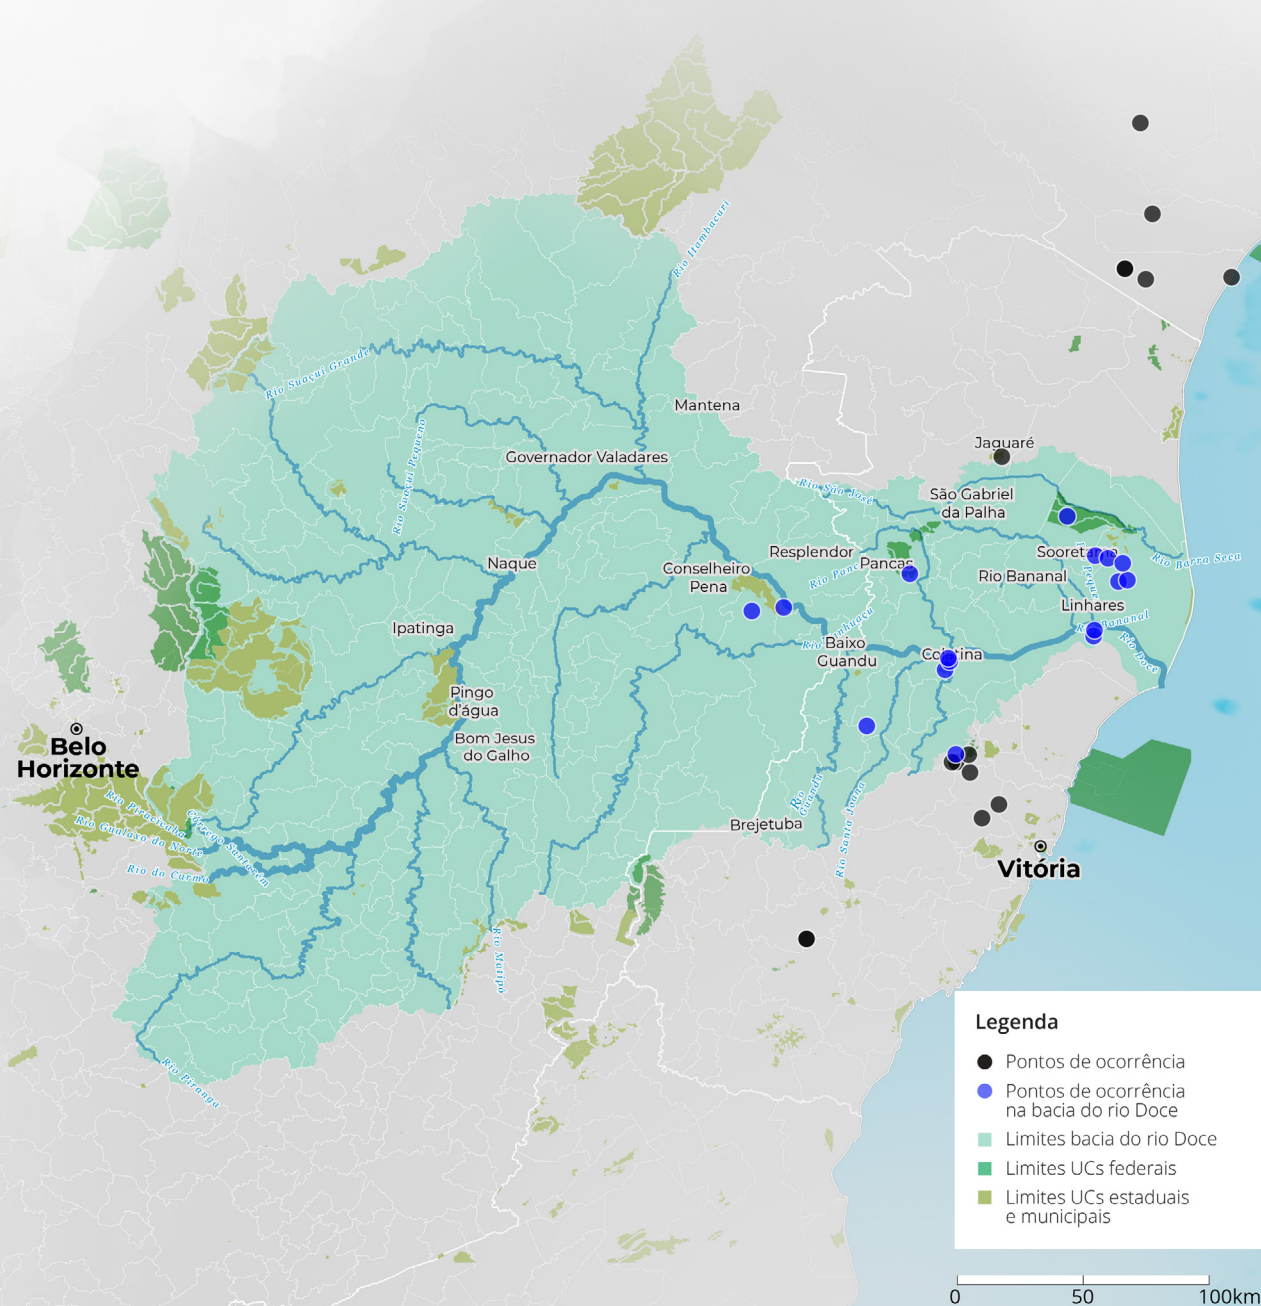 Rio Itambacuri
Rio Suaçuí Grande
Mantena
Rio Suaçuí Pequeno
Governador Valadares
Jaguaré
Rio São José
São Gabriel
da Palha
Naque
Resplendor
Pancas
Rio Panc
Conselheiro
Pena
Rio Bananal
Rio Barra Seca
Linhares
Rio Doce
Ipatinga
Baixo
Guandu
Pingo
d'água
Bom Jesus
do Galho
Belo
Horizonte
Rio Piracicaba
Rio Gualaxo do Norte
Córrego Santarém
Rio do Carmo
Brejetuba
Rio
Guandu
Rio Santa Joana
Vitória
Rio Matipó
Rio Piranga
Legenda
Pontos de ocorrência
Pontos de ocorrência
na bacia do rio Doce
Limites bacia do rio Doce
Limites UCs federais
Limites UCs estaduais
e municipais
0 50 100km